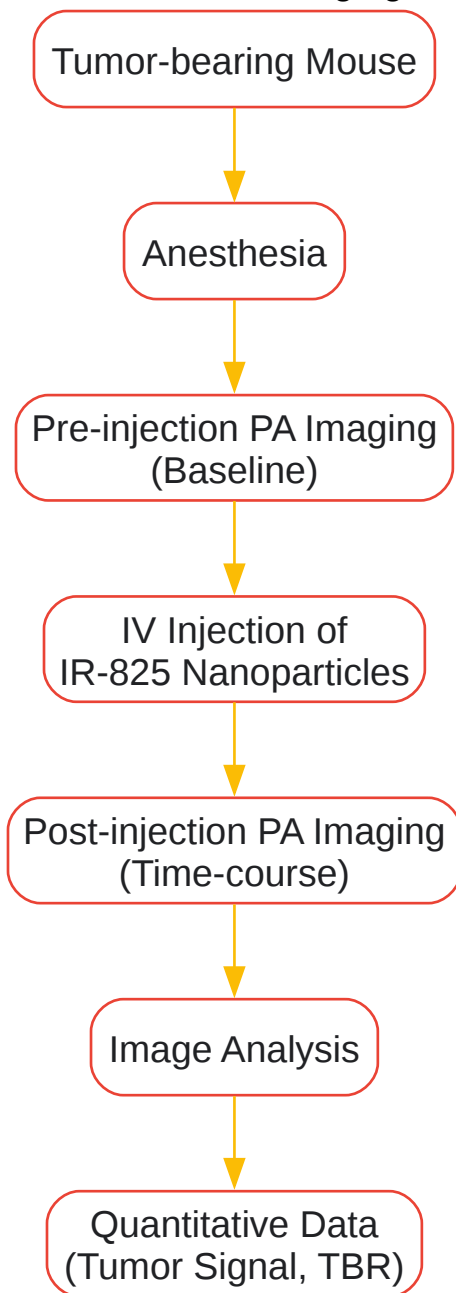 Tumor-bearing Mouse
Anesthesia
Pre-injection PA Imaging
(Baseline)
IV Injection of
IR-825 Nanoparticles
Post-injection PA Imaging
(Time-course)
Image Analysis
Quantitative Data
(Tumor Signal, TBR)